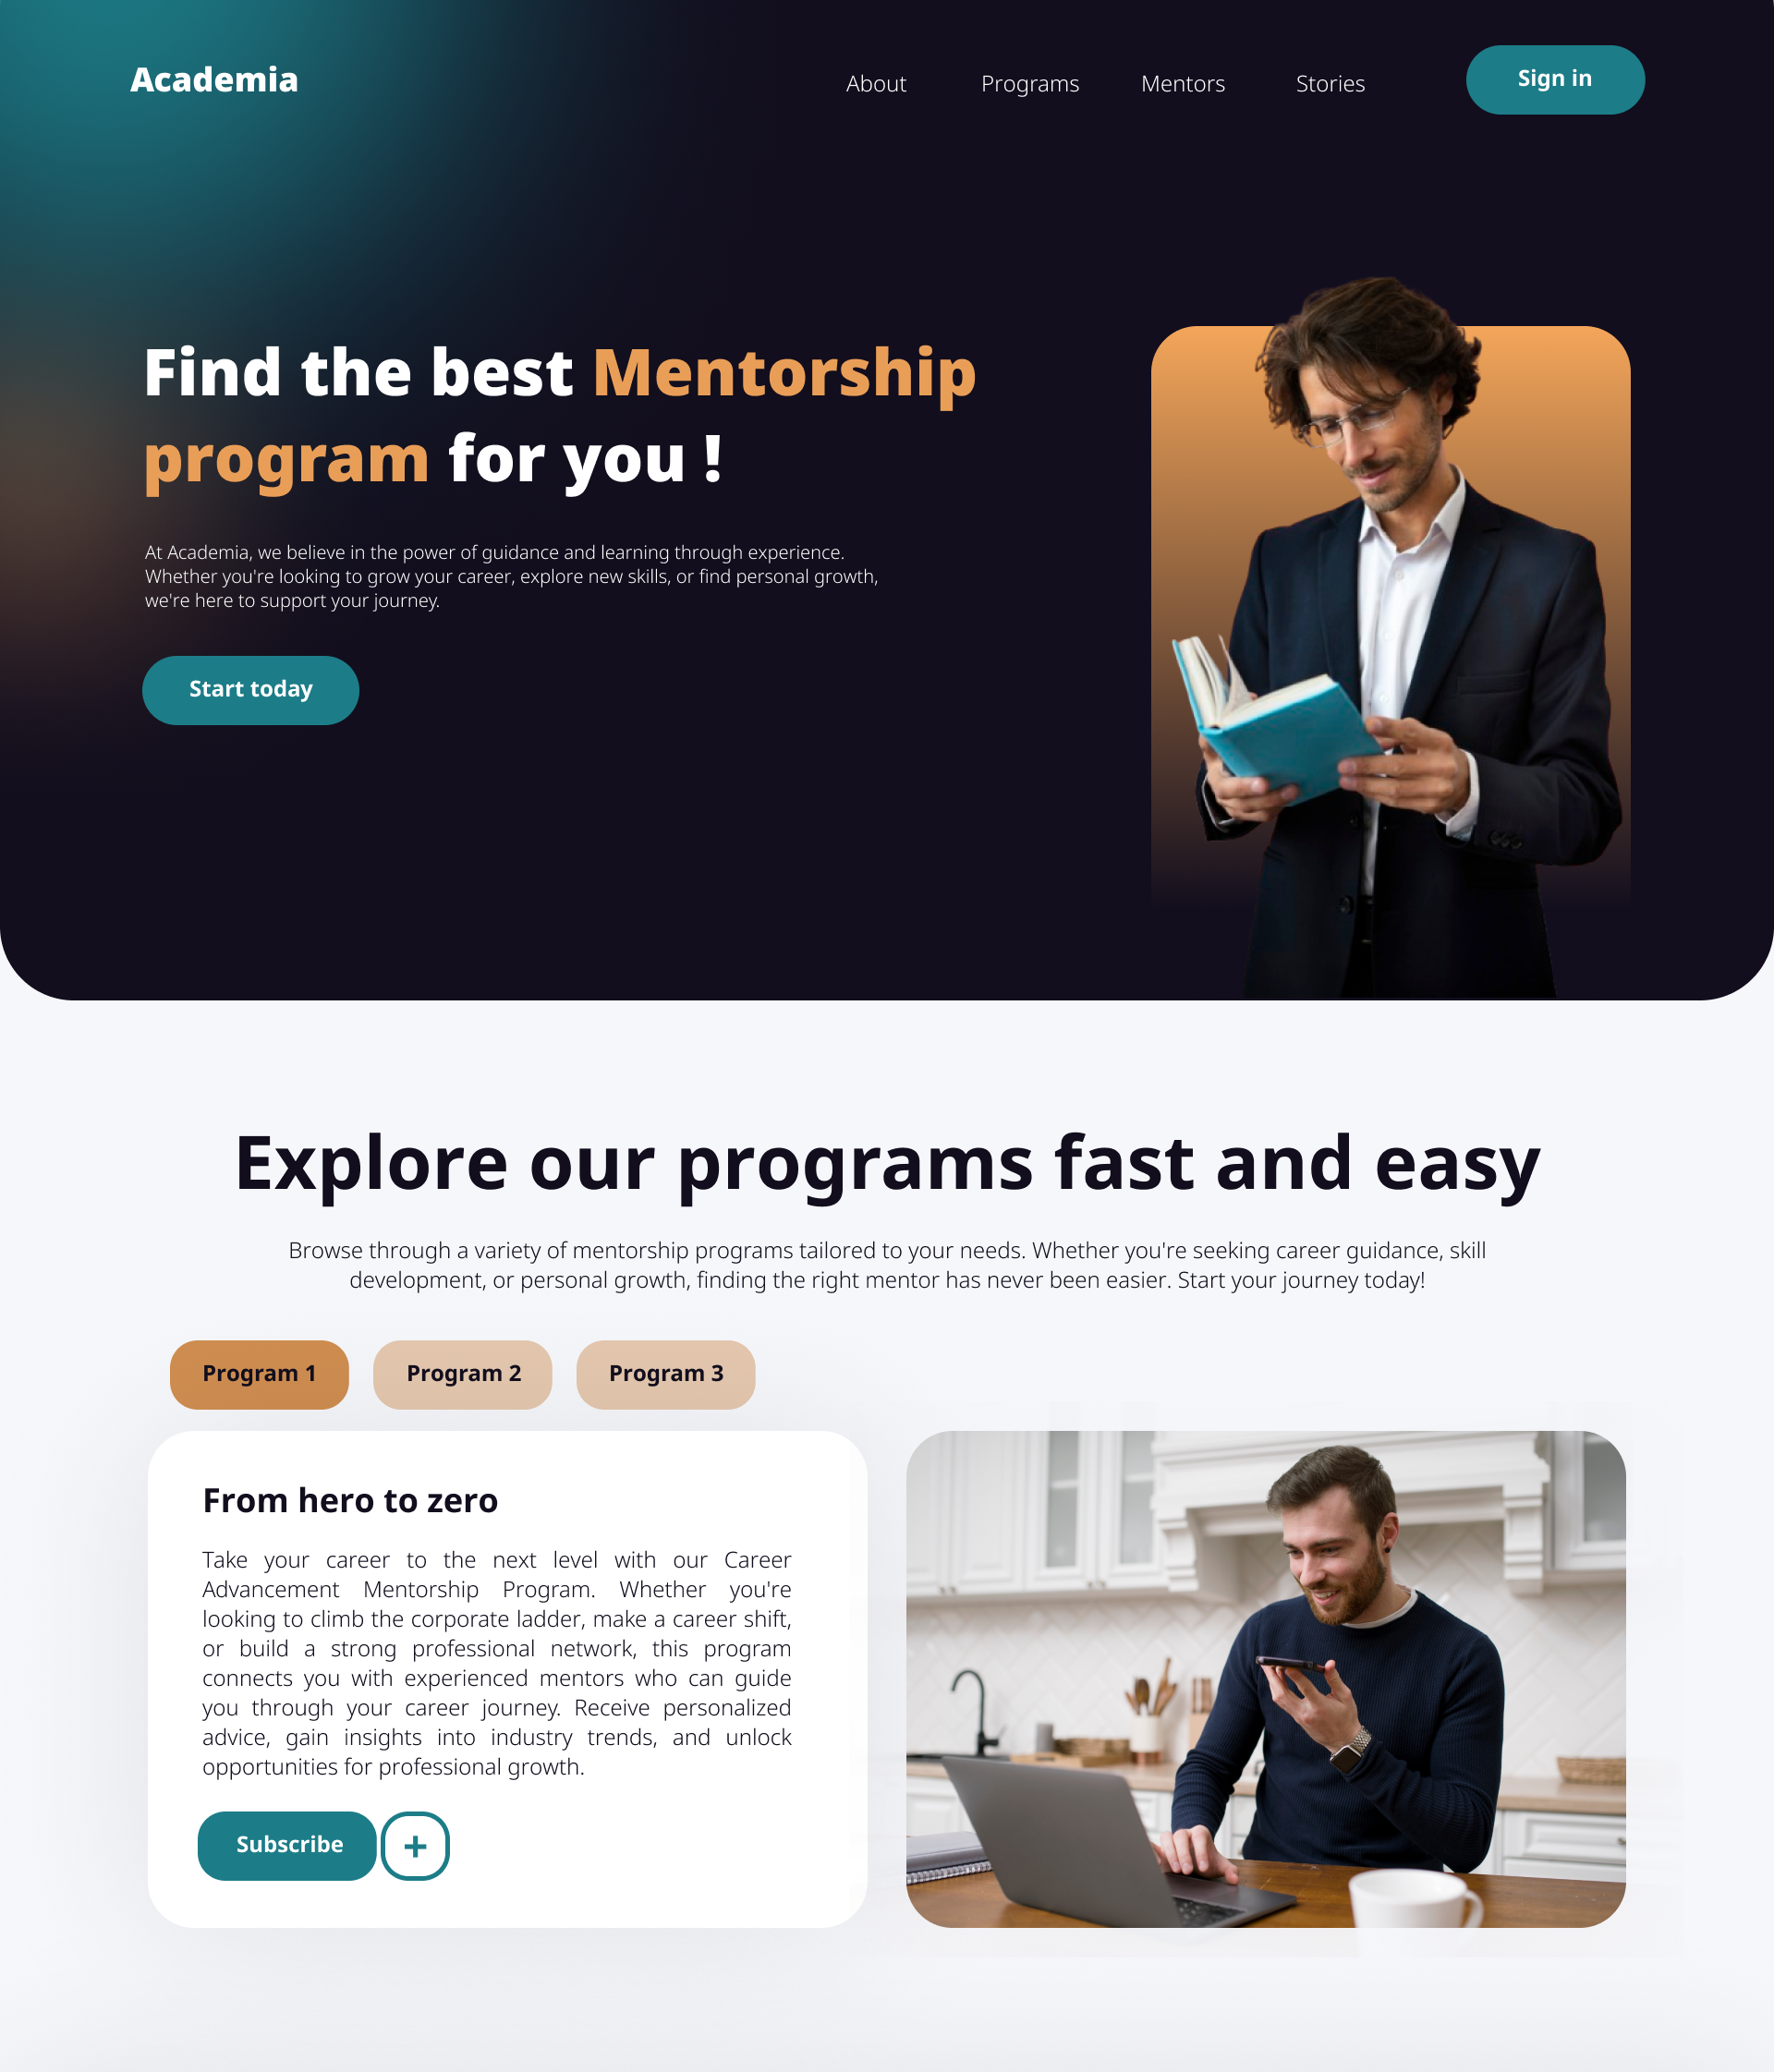 Academia
About
Programs
Mentors
Stories
Sign in
Find the best Mentorship
program for you !
At Academia, we believe in the power of guidance and learning through experience.
Whether you're looking to grow your career, explore new skills, or find personal growth,
we're here to support your journey.
Start today
Explore our programs fast and easy
Browse through a variety of mentorship programs tailored to your needs. Whether you're seeking career guidance, skill
development, or personal growth, finding the right mentor has never been easier. Start your journey today!
Program 1
Program 2
Program 3
From hero to zero
Take your career to the next level with our Career
Advancement Mentorship Program. Whether you're
looking to climb the corporate ladder, make a career shift,
or build a strong professional network, this program
connects you with experienced mentors who can guide
you through your career journey. Receive personalized
advice, gain insights into industry trends, and unlock
opportunities for professional growth.
Subscribe
+